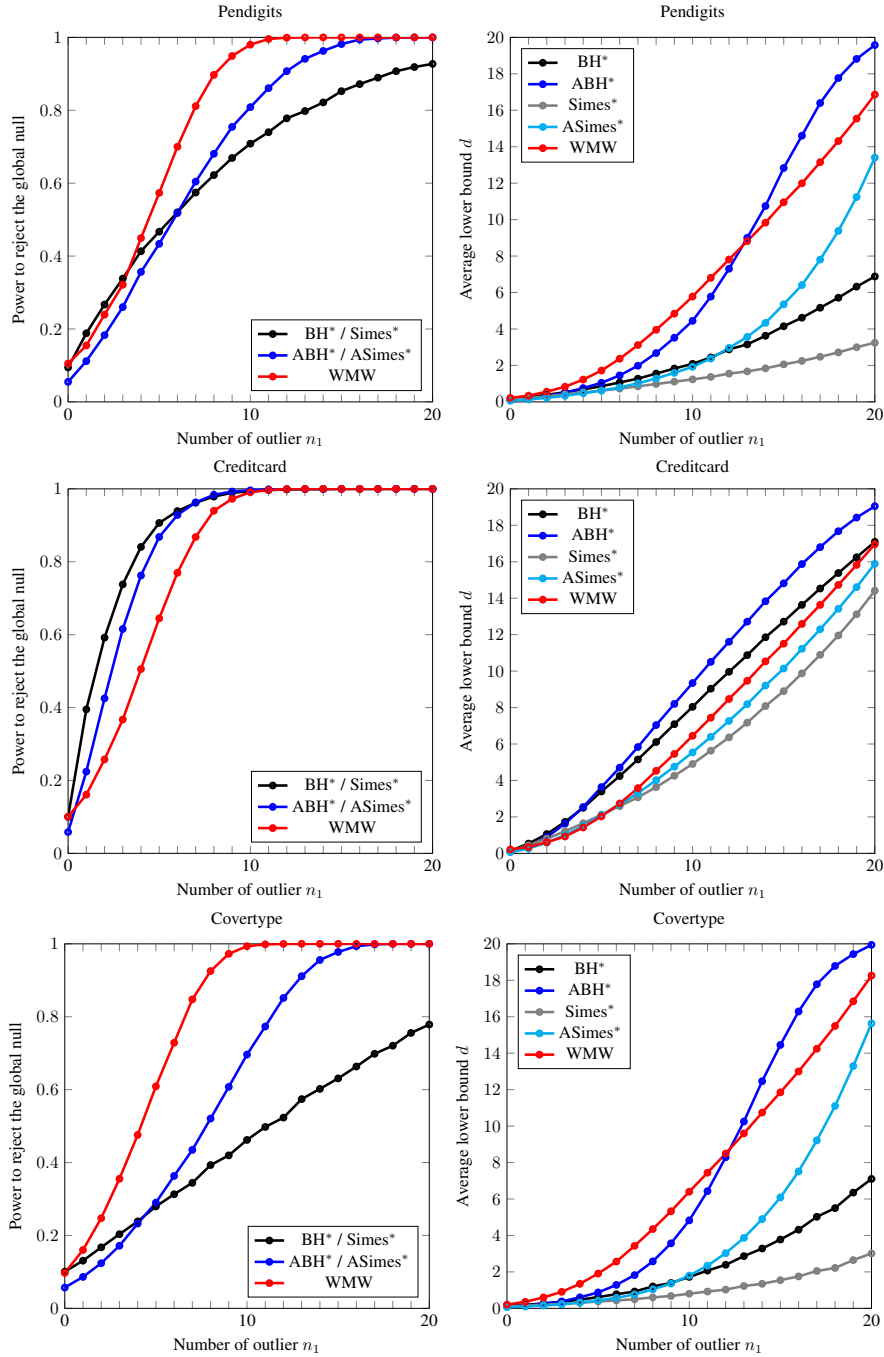 Pendigits
Power to reject the global null
1
0.8
0.6
0.4
0.2
0
0
10
20
BH* / Simes*
ABH* / ASimes*
WMW
Number of outlier n₁
Pendigits
Average lower bound d
20
18
16
14
12
10
8
6
4
2
0
0
10
20
BH*
ABH*
Simes*
ASimes*
WMW
Number of outlier n₁
Creditcard
Power to reject the global null
1
0.8
0.6
0.4
0.2
0
0
10
20
BH* / Simes*
ABH* / ASimes*
WMW
Number of outlier n₁
Creditcard
Average lower bound d
20
18
16
14
12
10
8
6
4
2
0
0
10
20
BH*
ABH*
Simes*
ASimes*
WMW
Number of outlier n₁
Covertype
Power to reject the global null
1
0.8
0.6
0.4
0.2
0
0
10
20
BH* / Simes*
ABH* / ASimes*
WMW
Number of outlier n₁
Covertype
Average lower bound d
20
18
16
14
12
10
8
6
4
2
0
0
10
20
BH*
ABH*
Simes*
ASimes*
WMW
Number of outlier n₁